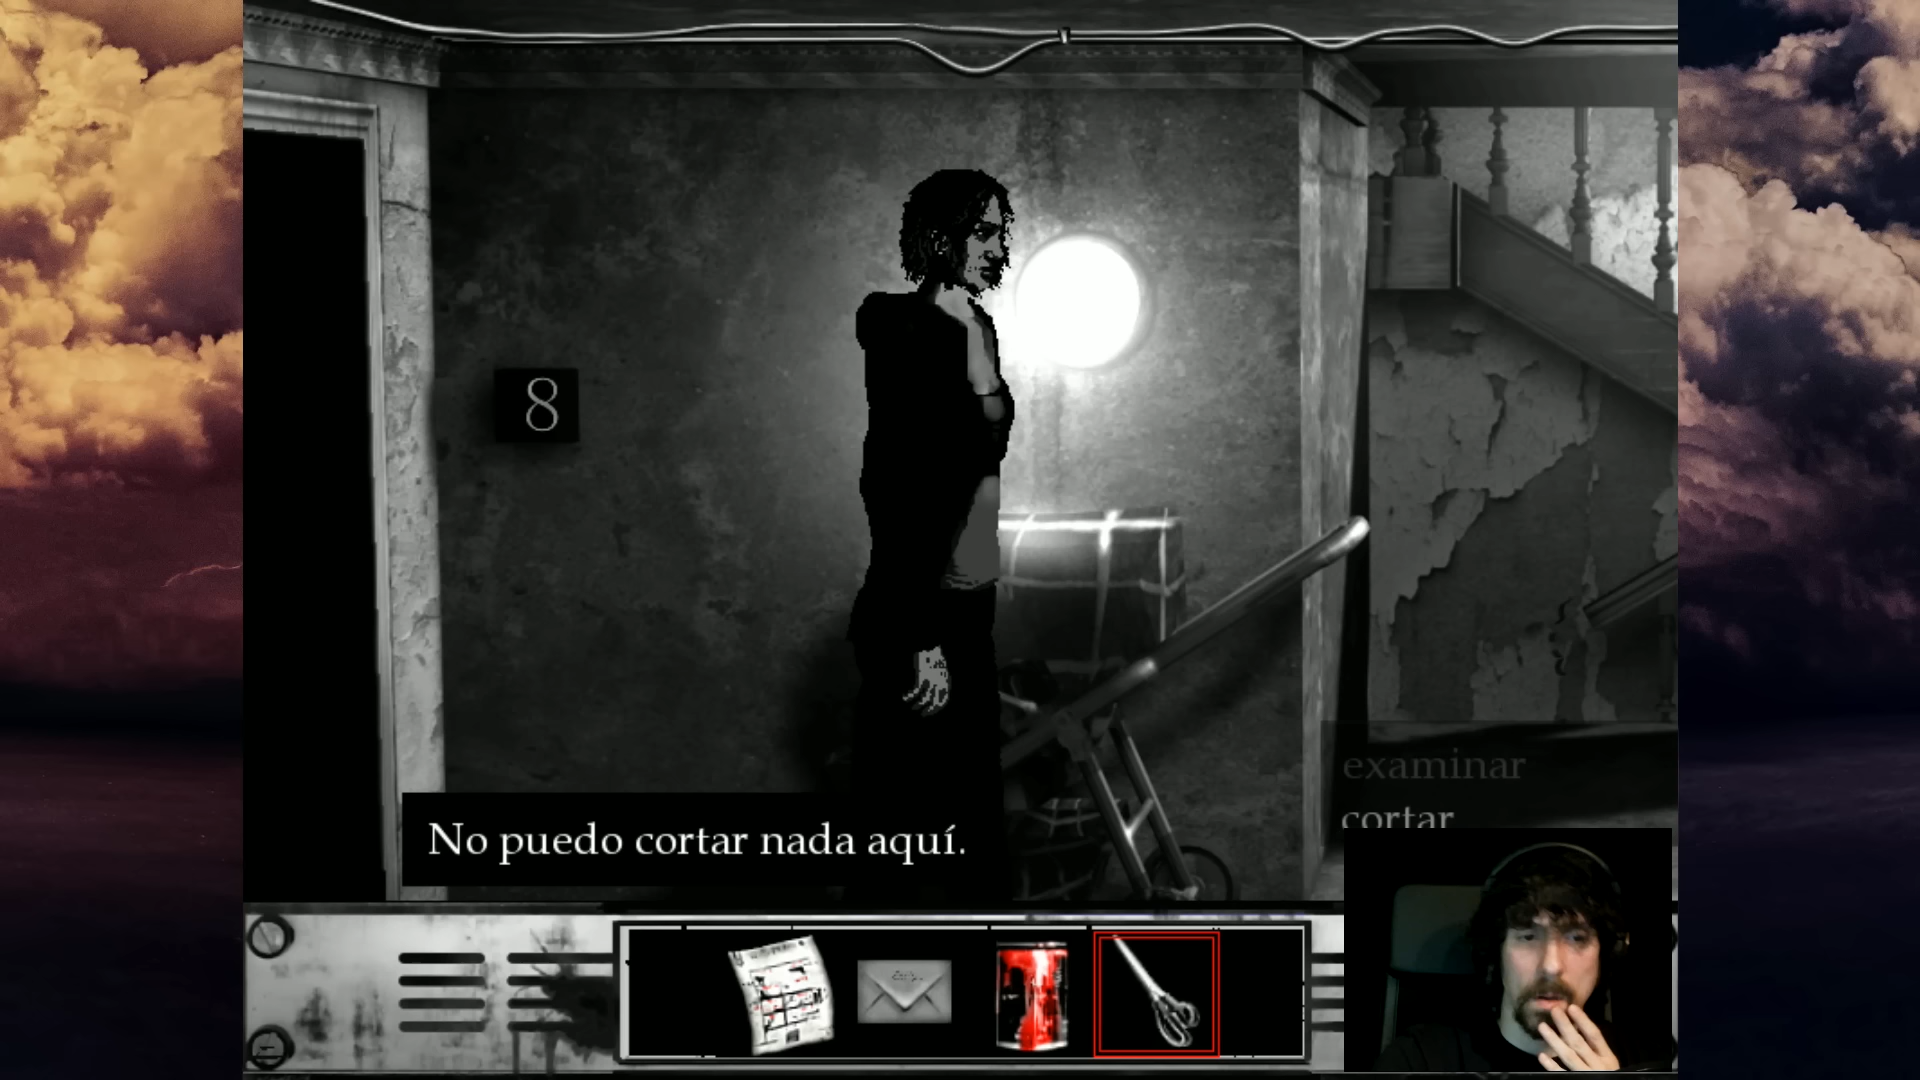 8
examinar
cortar
No puedo cortar nada aquí.